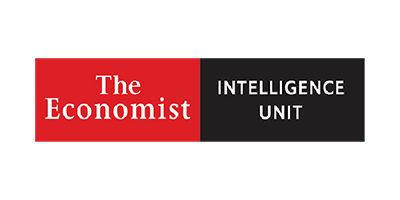 The
Economist
INTELLIGENCE
UNIT